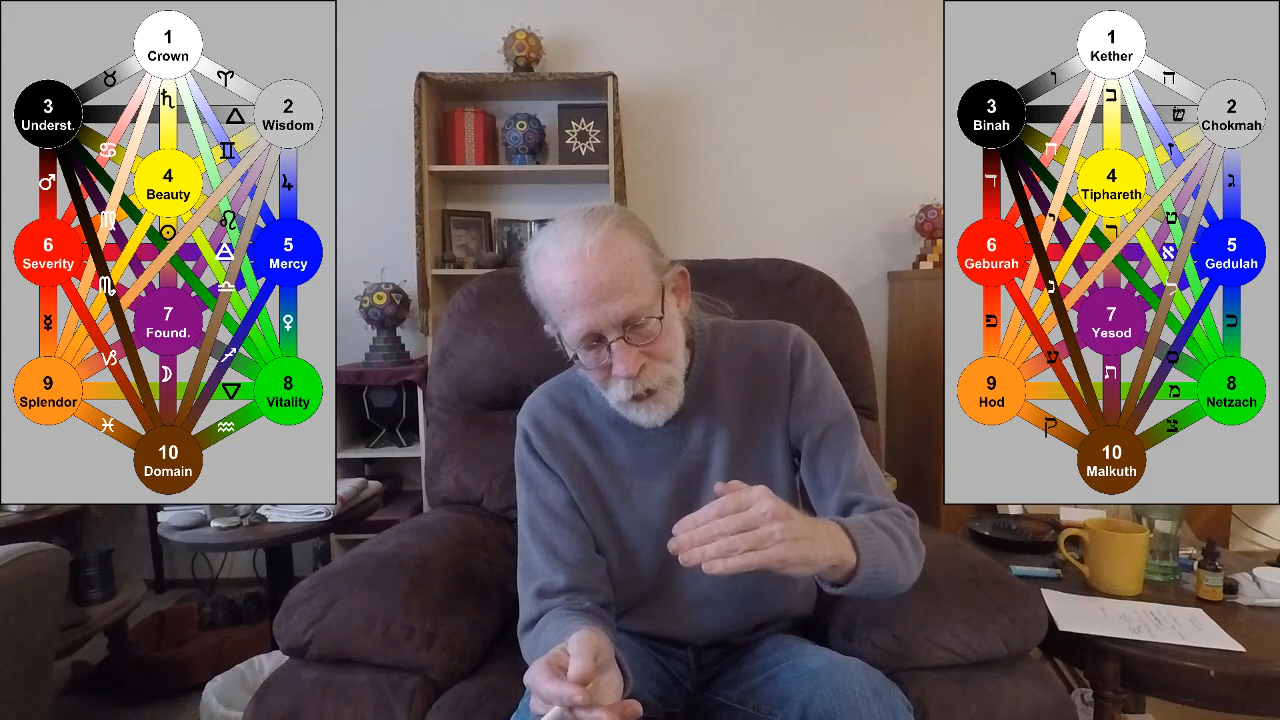 1
Crown
♉ ♈
3
Underst.
♄
2
Wisdom
🜂
♋ ♊
4
Beauty
♂ ♃
♍ ☉ ♌
6
Severity
🜁
5
Mercy
♏ ♎
7
Found.
☿ ♀
♑ ♐
☽
9
Splendor
🜄
8
Vitality
♓ ♒
10
Domain
1
Kether
ו ה
3
Binah
ב
2
Chokmah
ש
ח ז
4
Tiphareth
ד ג
י ר ט
6
Geburah
א
5
Gedulah
נ ל
7
Yesod
פ כ
ע ס
ת
9
Hod
מ
8
Netzach
ק צ
10
Malkuth